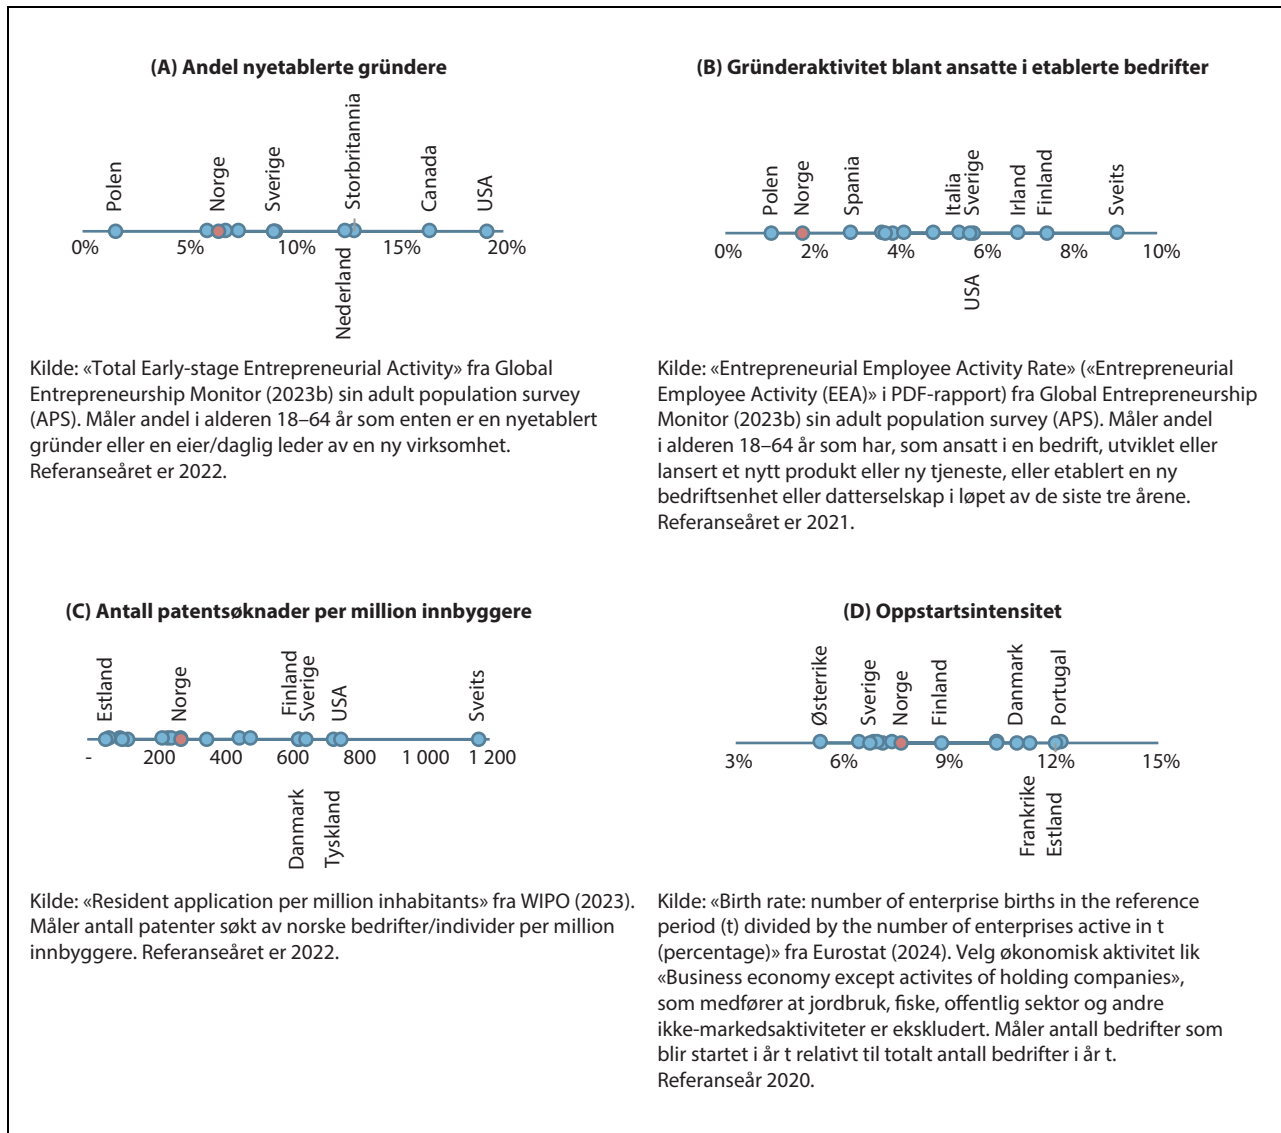 (A) Andel nyetablerte gründere
Polen
Norge
Sverige
Storbritannia
Canada
USA
0%
5%
10%
15%
20%
Nederland
Kilde: «Total Early-stage Entrepreneurial Activity» fra Global
Entrepreneurship Monitor (2023b) sin adult population survey
(APS). Måler andel i alderen 18–64 år som enten er en nyetablert
gründer eller en eier/daglig leder av en ny virksomhet.
Referanseåret er 2022.
(B) Gründeraktivitet blant ansatte i etablerte bedrifter
Polen
Norge
Spania
Italia
Sverige
Irland
Finland
Sveits
0%
2%
4%
6%
8%
10%
USA
Kilde: «Entrepreneurial Employee Activity Rate» («Entrepreneurial
Employee Activity (EEA)» i PDF-rapport) fra Global Entrepreneurship
Monitor (2023b) sin adult population survey (APS). Måler andel
i alderen 18–64 år som har, som ansatt i en bedrift, utviklet eller
lansert et nytt produkt eller ny tjeneste, eller etablert en ny
bedriftsenhet eller datterselskap i løpet av de siste tre årene.
Referanseåret er 2021.
(C) Antall patentsøknader per million innbyggere
Estland
Norge
Finland
Sverige
USA
Sveits
-
200
400
600
800
1 000
1 200
Danmark
Tyskland
Kilde: «Resident application per million inhabitants» fra WIPO (2023).
Måler antall patenter søkt av norske bedrifter/individer per million
innbyggere. Referanseåret er 2022.
(D) Oppstartsintensitet
Østerrike
Sverige
Norge
Finland
Danmark
Portugal
3%
6%
9%
12%
15%
Frankrike
Estland
Kilde: «Birth rate: number of enterprise births in the reference
period (t) divided by the number of enterprises active in t
(percentage)» fra Eurostat (2024). Velg økonomisk aktivitet lik
«Business economy except activites of holding companies»,
som medfører at jordbruk, fiske, offentlig sektor og andre
ikke-markedsaktiviteter er ekskludert. Måler antall bedrifter som
blir startet i år t relativt til totalt antall bedrifter i år t.
Referanseår 2020.